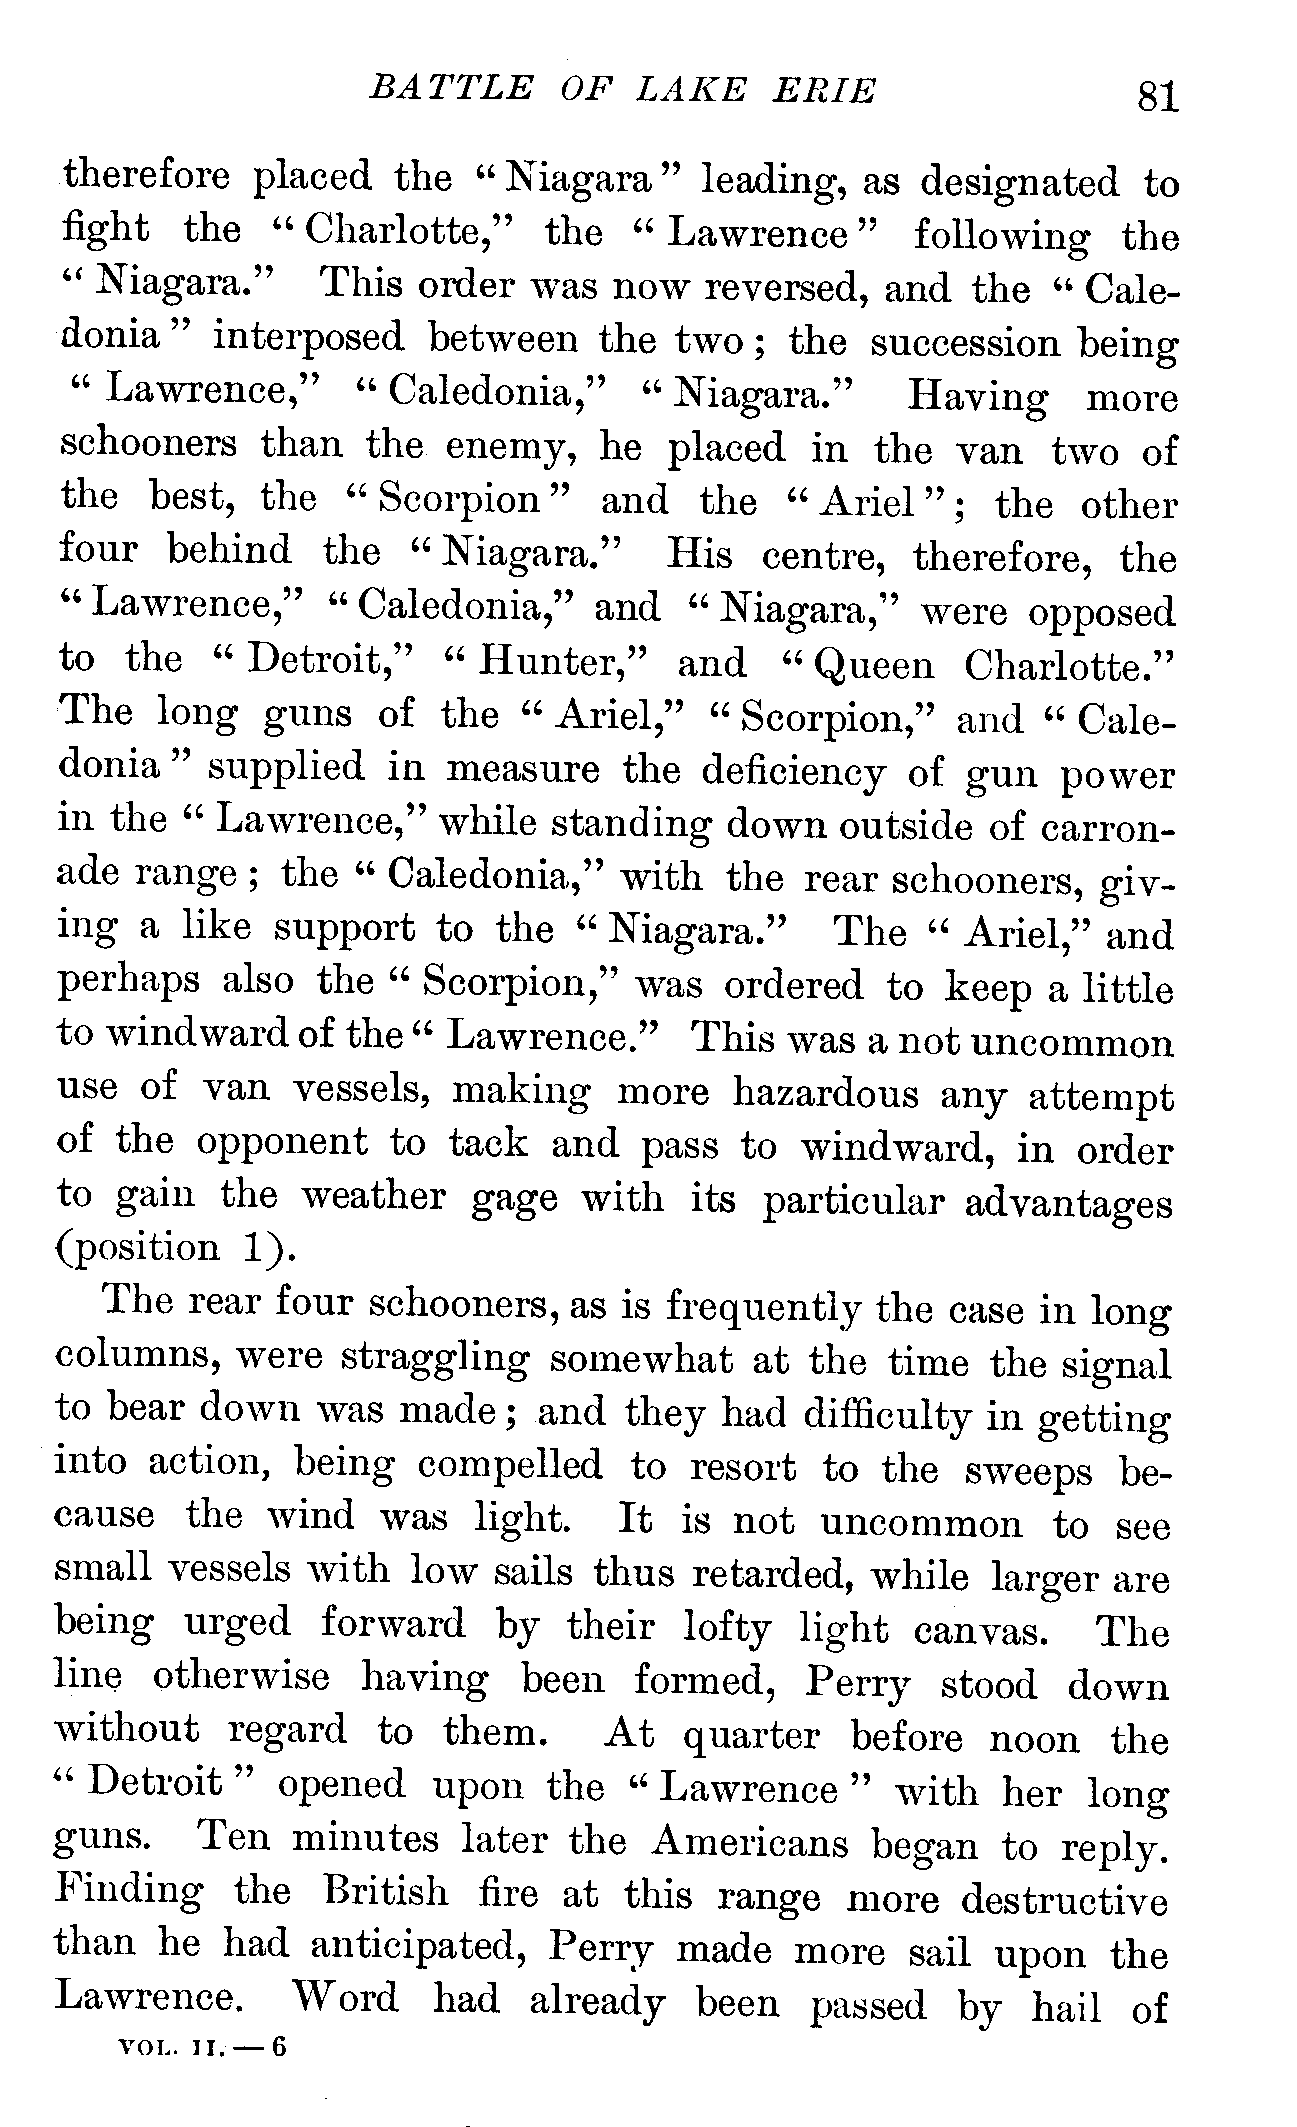 BATTLE OF LAKE ERIE 81
therefore placed the “Niagara” leading, as designated to
fight the “Charlotte,” the “Lawrence” following the
“Niagara.” This order was now reversed, and the “Cale-
donia” interposed between the two; the succession being
“Lawrence,” “Caledonia,” “Niagara.” Having more
schooners than the enemy, he placed in the van two of
the best, the “Scorpion” and the “Ariel”; the other
four behind the “Niagara.” His centre, therefore, the
“Lawrence,” “Caledonia,” and “Niagara,” were opposed
to the “Detroit,” “Hunter,” and “Queen Charlotte.”
The long guns of the “Ariel,” “Scorpion,” and “Cale-
donia” supplied in measure the deficiency of gun power
in the “Lawrence,” while standing down outside of carron-
ade range; the “Caledonia,” with the rear schooners, giv-
ing a like support to the “Niagara.” The “Ariel,” and
perhaps also the “Scorpion,” was ordered to keep a little
to windward of the “Lawrence.” This was a not uncommon
use of van vessels, making more hazardous any attempt
of the opponent to tack and pass to windward, in order
to gain the weather gage with its particular advantages
(position 1).
The rear four schooners, as is frequently the case in long
columns, were straggling somewhat at the time the signal
to bear down was made; and they had difficulty in getting
into action, being compelled to resort to the sweeps be-
cause the wind was light. It is not uncommon to see
small vessels with low sails thus retarded, while larger are
being urged forward by their lofty light canvas. The
line otherwise having been formed, Perry stood down
without regard to them. At quarter before noon the
“Detroit” opened upon the “Lawrence” with her long
guns. Ten minutes later the Americans began to reply.
Finding the British fire at this range more destructive
than he had anticipated, Perry made more sail upon the
Lawrence. Word had already been passed by hail of
VOL. II.—6